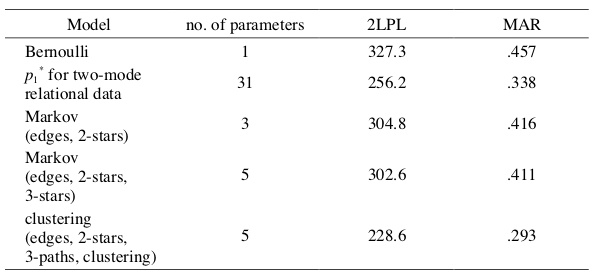 Model no. of parameters 2LPL MAR
Bernoulli 1 327.3 .457
p1* for two-mode
relational data 31 256.2 .338
Markov
(edges, 2-stars) 3 304.8 .416
Markov
(edges, 2-stars,
3-stars) 5 302.6 .411
clustering
(edges, 2-stars,
3-paths, clustering) 5 228.6 .293